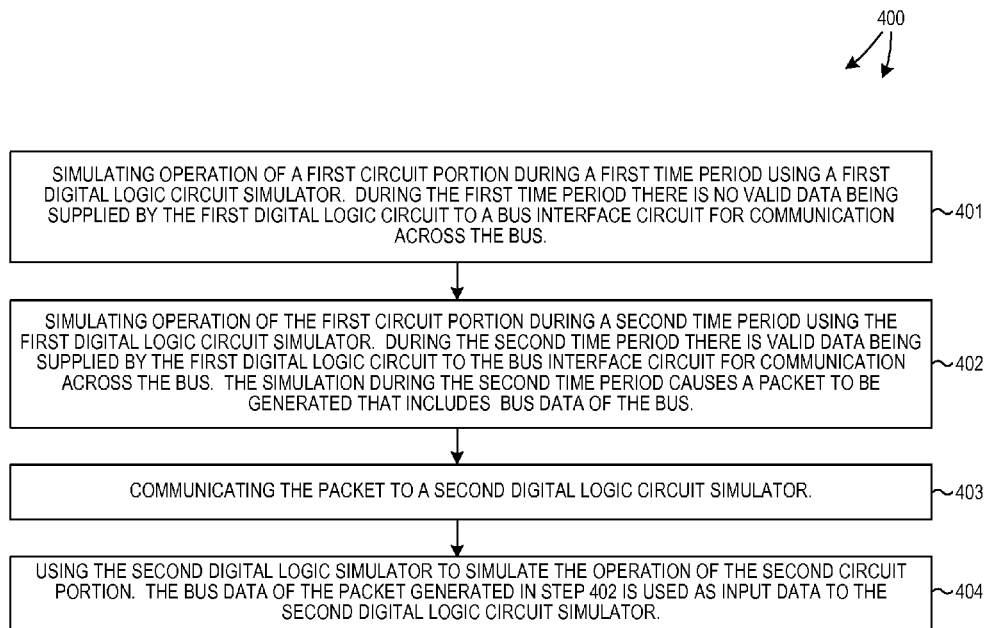 400
SIMULATING OPERATION OF A FIRST CIRCUIT PORTION DURING A FIRST TIME PERIOD USING A FIRST
DIGITAL LOGIC CIRCUIT SIMULATOR. DURING THE FIRST TIME PERIOD THERE IS NO VALID DATA BEING
SUPPLIED BY THE FIRST DIGITAL LOGIC CIRCUIT TO A BUS INTERFACE CIRCUIT FOR COMMUNICATION
ACROSS THE BUS.
401
SIMULATING OPERATION OF THE FIRST CIRCUIT PORTION DURING A SECOND TIME PERIOD USING THE
FIRST DIGITAL LOGIC CIRCUIT SIMULATOR. DURING THE SECOND TIME PERIOD THERE IS VALID DATA BEING
SUPPLIED BY THE FIRST DIGITAL LOGIC CIRCUIT TO THE BUS INTERFACE CIRCUIT FOR COMMUNICATION
ACROSS THE BUS. THE SIMULATION DURING THE SECOND TIME PERIOD CAUSES A PACKET TO BE
GENERATED THAT INCLUDES BUS DATA OF THE BUS.
402
COMMUNICATING THE PACKET TO A SECOND DIGITAL LOGIC CIRCUIT SIMULATOR.
403
USING THE SECOND DIGITAL LOGIC SIMULATOR TO SIMULATE THE OPERATION OF THE SECOND CIRCUIT
PORTION. THE BUS DATA OF THE PACKET GENERATED IN STEP 402 IS USED AS INPUT DATA TO THE
SECOND DIGITAL LOGIC CIRCUIT SIMULATOR.
404